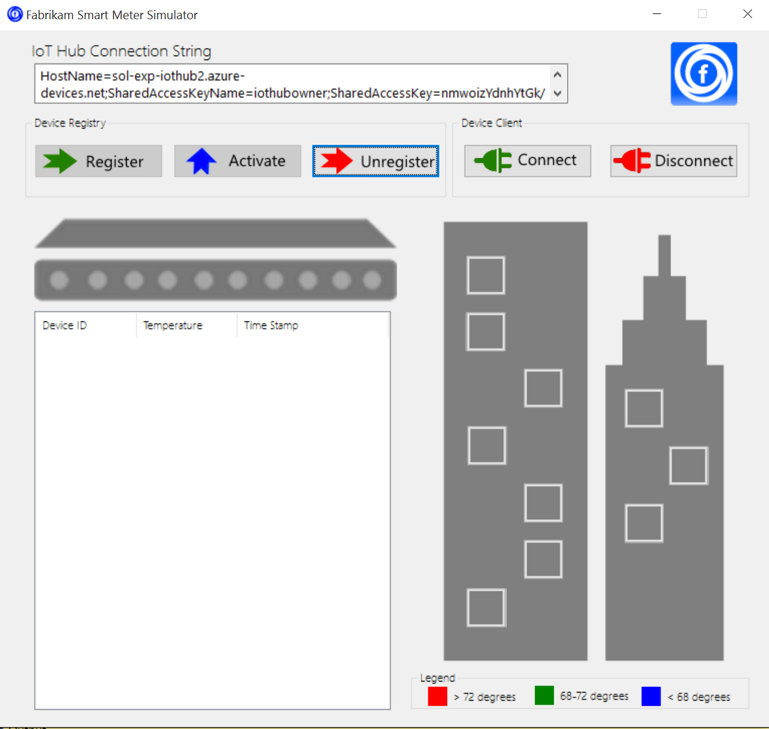 Fabrikam Smart Meter Simulator
IoT Hub Connection String
HostName=sol-exp-iothub2.azure-
devices.net;SharedAccessKeyName=iothubowner;SharedAccessKey=nmwoizYdnhYtGk/
Device Registry
Device Client
Register
Activate
Unregister
Connect
Disconnect
f
Device ID
Temperature
Time Stamp
Legend
> 72 degrees
68-72 degrees
< 68 degrees